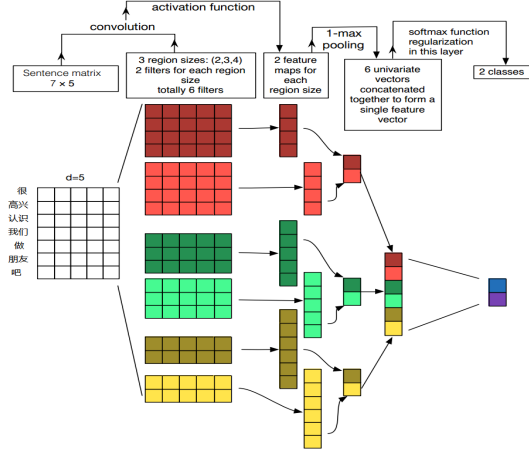 activation function
convolution
1-max
pooling
softmax function
regularization
in this layer
Sentence matrix
7 × 5
3 region sizes: (2,3,4)
2 filters for each region
size
totally 6 filters
2 feature
maps for
each
region size
6 univariate
vectors
concatenated
together to form a
single feature
vector
2 classes
d=5
很
高兴
认识
我们
做
朋友
吧